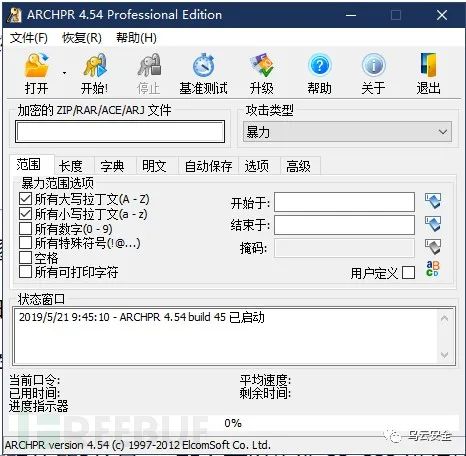 ARCHPR 4.54 Professional Edition
文件(F) 恢复(R) 帮助(H)
打开 开始! 停止 基准测试 升级 帮助 关于 退出
加密的 ZIP/RAR/ACE/ARJ 文件 攻击类型
暴力
范围 长度 字典 明文 自动保存 选项 高级
暴力范围选项
所有大写拉丁文(A - Z) 开始于:
所有小写拉丁文(a - z) 结束于:
所有数字(0 - 9) 掩码:
所有特殊符号(!@...)
空格
所有可打印字符 用户定义
状态窗口
2019/5/21 9:45:10 - ARCHPR 4.54 build 45 已启动
当前口令: 平均速度:
已用时间: 剩余时间:
进度指示器
0%
REEBUF
乌云安全
ARCHPR version 4.54 (c) 1997-2012 ElcomSoft Co. Ltd.